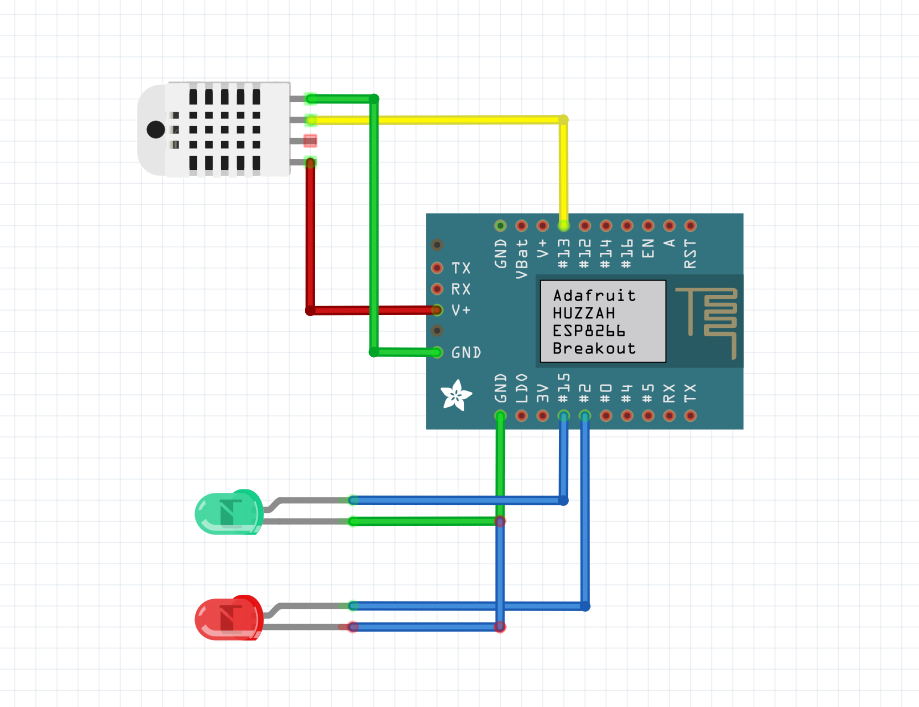 GND
VBat
V+
#13
#12
#14
#16
EN
A
RST
TX
RX
V+
GND
Adafruit
HUZZAH
ESP8266
Breakout
GND
LDO
3V
#15
#2
#0
#4
#5
RX
TX